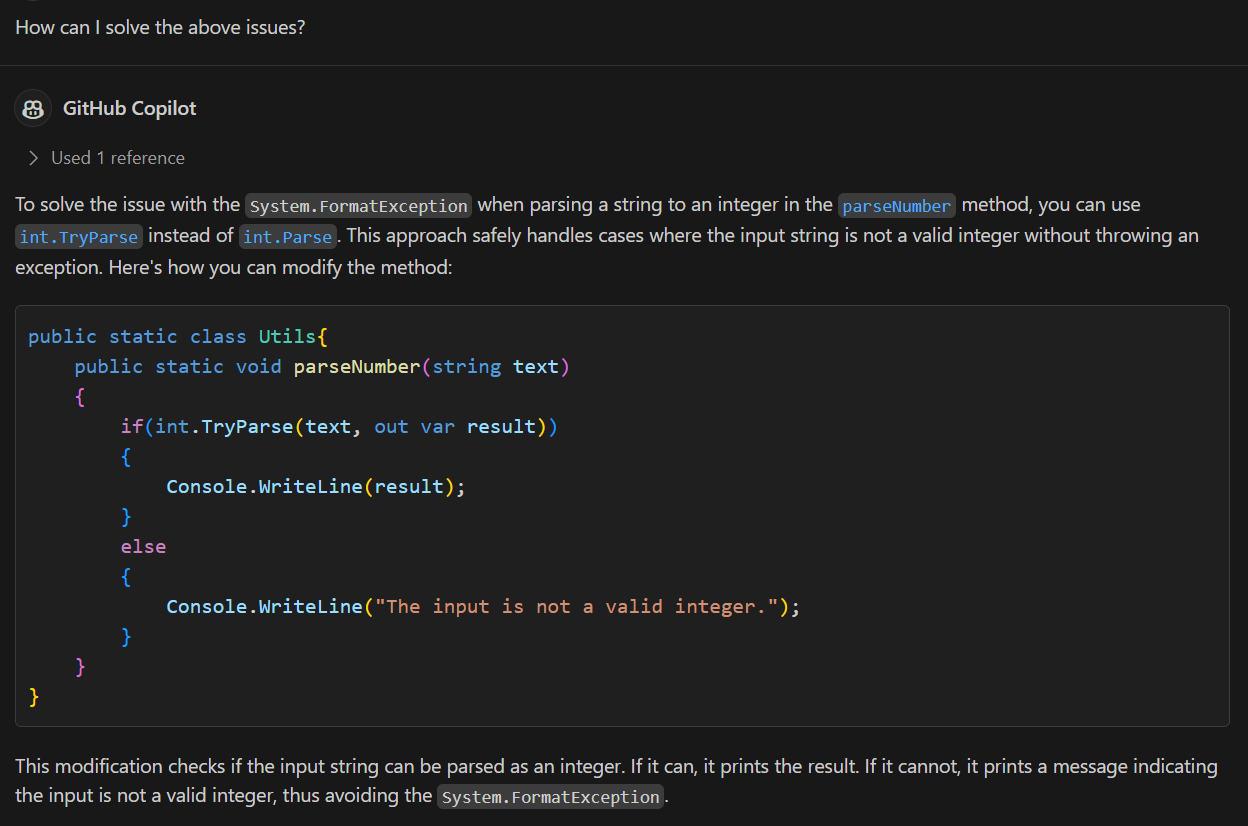 How can I solve the above issues?
GitHub Copilot
Used 1 reference
To solve the issue with the System.FormatException when parsing a string to an integer in the parseNumber method, you can use
int.TryParse instead of int.Parse. This approach safely handles cases where the input string is not a valid integer without throwing an
exception. Here's how you can modify the method:
public static class Utils{
    public static void parseNumber(string text)
    {
        if(int.TryParse(text, out var result))
        {
            Console.WriteLine(result);
        }
        else
        {
            Console.WriteLine("The input is not a valid integer.");
        }
    }
}
This modification checks if the input string can be parsed as an integer. If it can, it prints the result. If it cannot, it prints a message indicating
the input is not a valid integer, thus avoiding the System.FormatException.